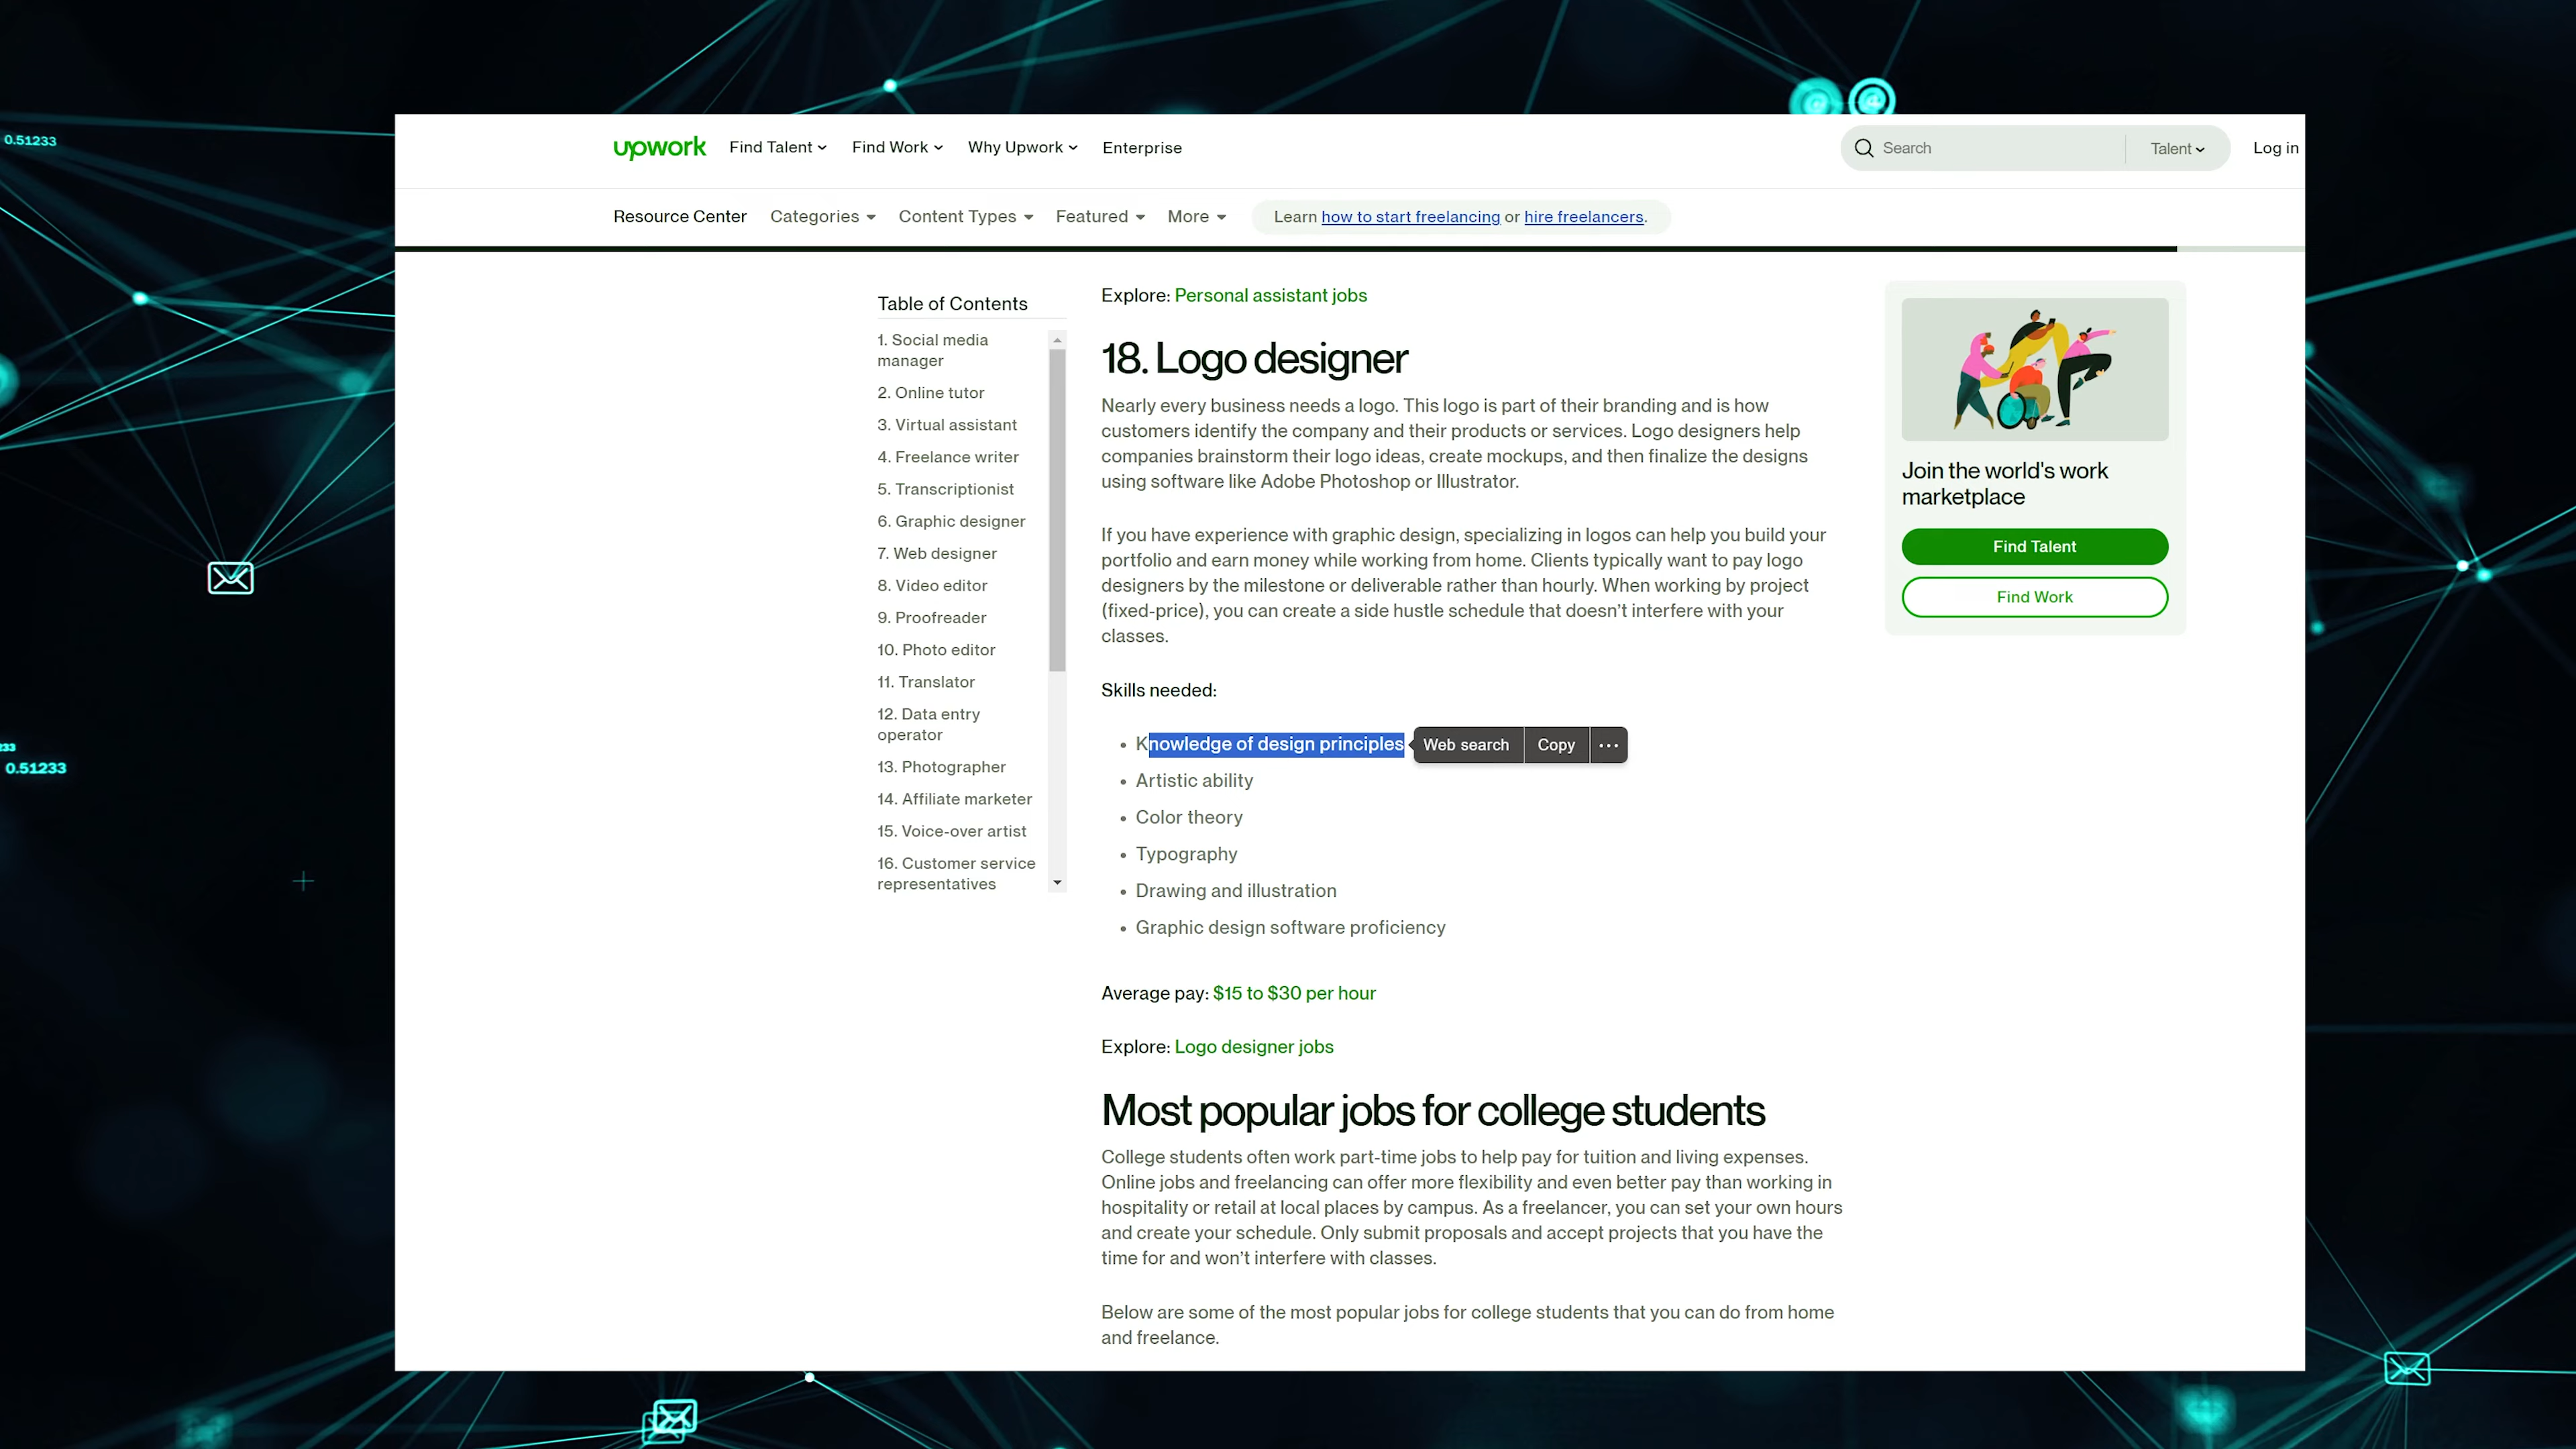 0.51233
upwork Find Talent Find Work Why Upwork Enterprise Search Talent Log in
Resource Center Categories Content Types Featured More Learn how to start freelancing or hire freelancers.
Table of Contents
1. Social media
manager
2. Online tutor
3. Virtual assistant
4. Freelance writer
5. Transcriptionist
6. Graphic designer
7. Web designer
8. Video editor
9. Proofreader
10. Photo editor
11. Translator
12. Data entry
operator
13. Photographer
14. Affiliate marketer
15. Voice-over artist
16. Customer service
representatives
Explore: Personal assistant jobs
18. Logo designer
Nearly every business needs a logo. This logo is part of their branding and is how
customers identify the company and their products or services. Logo designers help
companies brainstorm their logo ideas, create mockups, and then finalize the designs
using software like Adobe Photoshop or Illustrator.
If you have experience with graphic design, specializing in logos can help you build your
portfolio and earn money while working from home. Clients typically want to pay logo
designers by the milestone or deliverable rather than hourly. When working by project
(fixed-price), you can create a side hustle schedule that doesn’t interfere with your
classes.
Skills needed:
• Knowledge of design principles Web search Copy ...
• Artistic ability
• Color theory
• Typography
• Drawing and illustration
• Graphic design software proficiency
Average pay: $15 to $30 per hour
Explore: Logo designer jobs
Most popular jobs for college students
College students often work part-time jobs to help pay for tuition and living expenses.
Online jobs and freelancing can offer more flexibility and even better pay than working in
hospitality or retail at local places by campus. As a freelancer, you can set your own hours
and create your schedule. Only submit proposals and accept projects that you have the
time for and won’t interfere with classes.
Below are some of the most popular jobs for college students that you can do from home
and freelance.
Join the world's work
marketplace
Find Talent
Find Work
233
0.51233